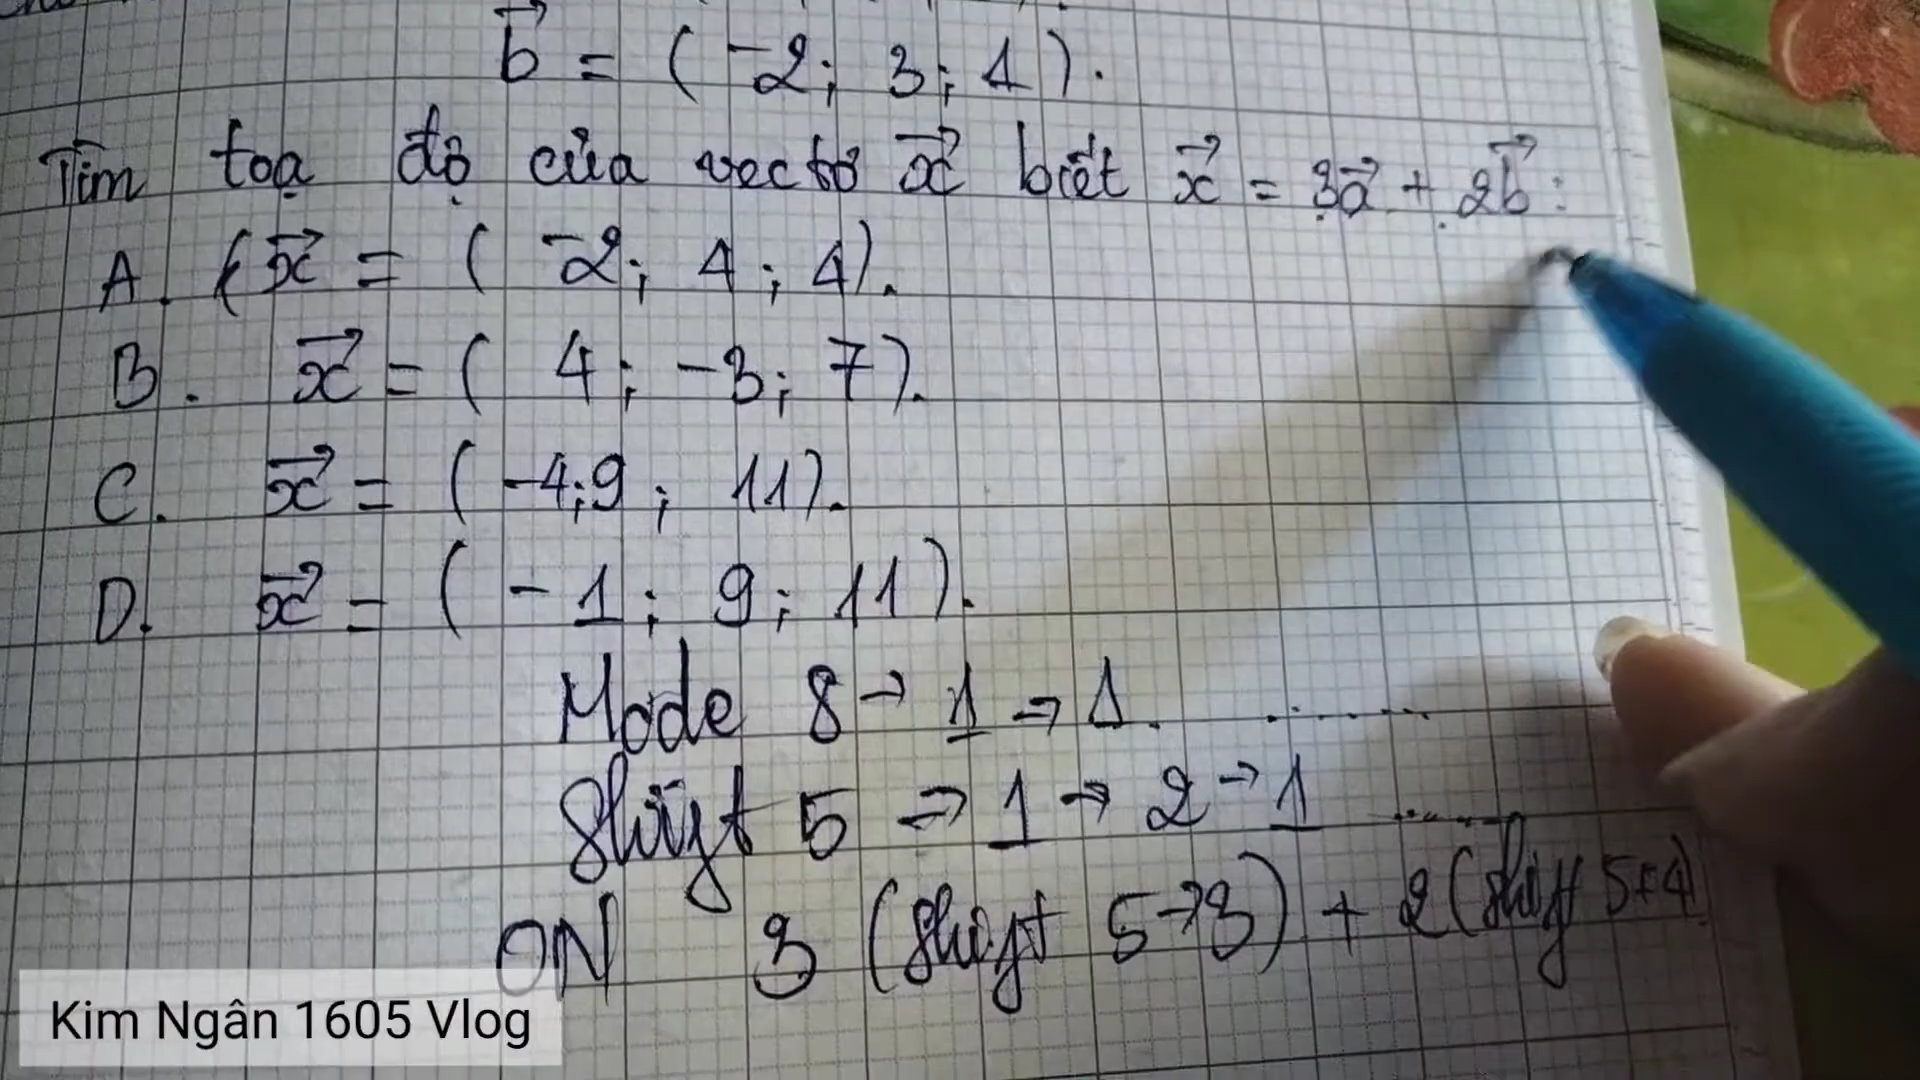 b = (-2; 3; 1).
Tìm toạ độ của vectơ x biết x = 3a + 2b:
A. x = ( -2; 4 ; 4).
B. x = ( 4; -3; 7).
C. x = ( -4;9 ; 11).
D. x = ( - 1; 9; 11).
Mode 8 → 1 → 1. .......
Shift 5 → 1 → 2 → 1 .......
ON 3 (Shift 5→3) + 2 (Shift 5→4)
Kim Ngân 1605 Vlog